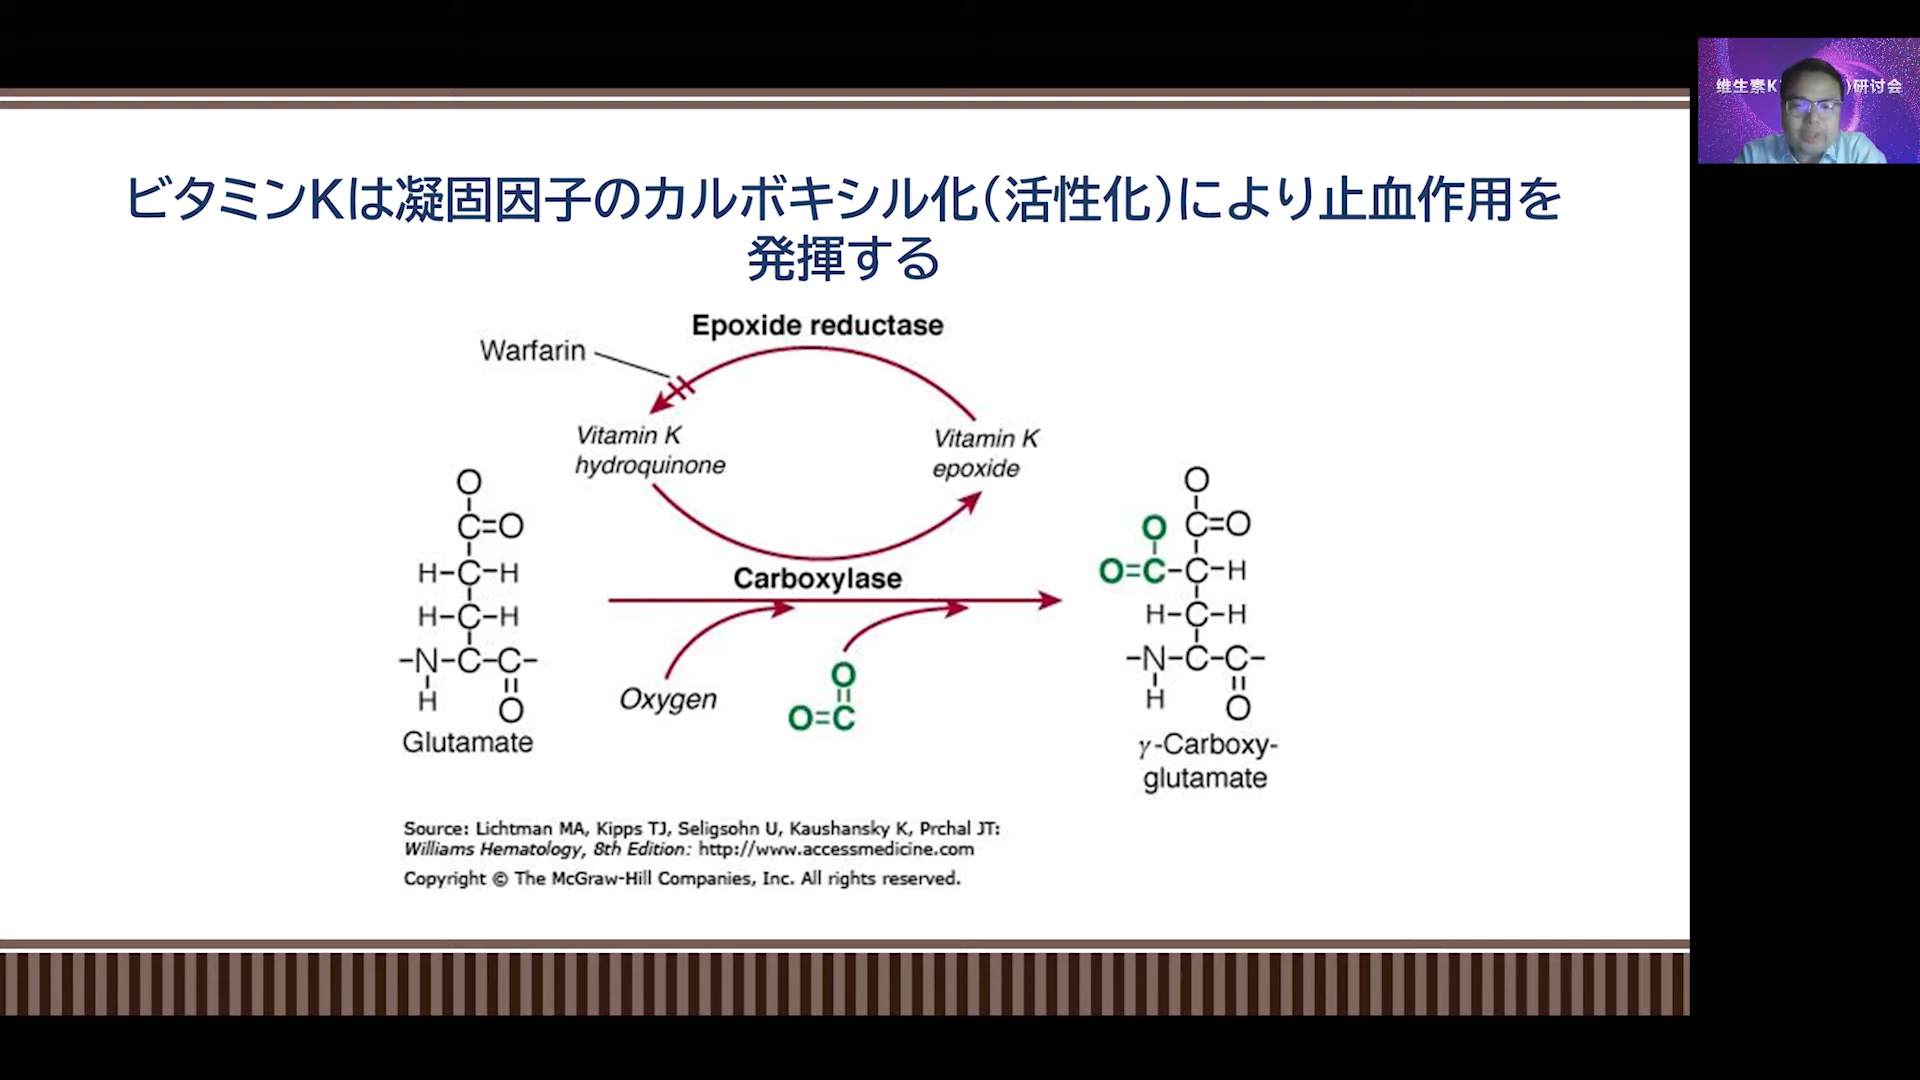 ビタミンKは凝固因子のカルボキシル化(活性化)により止血作用を
発揮する
维生素K
)研讨会
Epoxide reductase
Warfarin
Vitamin K
hydroquinone
Vitamin K
epoxide
Carboxylase
Oxygen
O
C=O
H-C-H
H-C-H
-N-C-C-
H
O
Glutamate
O
O=C
O
O C=O
O=C-C-H
H-C-H
-N-C-C-
H
O
γ-Carboxy-
glutamate
Source: Lichtman MA, Kipps TJ, Seligsohn U, Kaushansky K, Prchal JT:
Williams Hematology, 8th Edition: http://www.accessmedicine.com
Copyright © The McGraw-Hill Companies, Inc. All rights reserved.